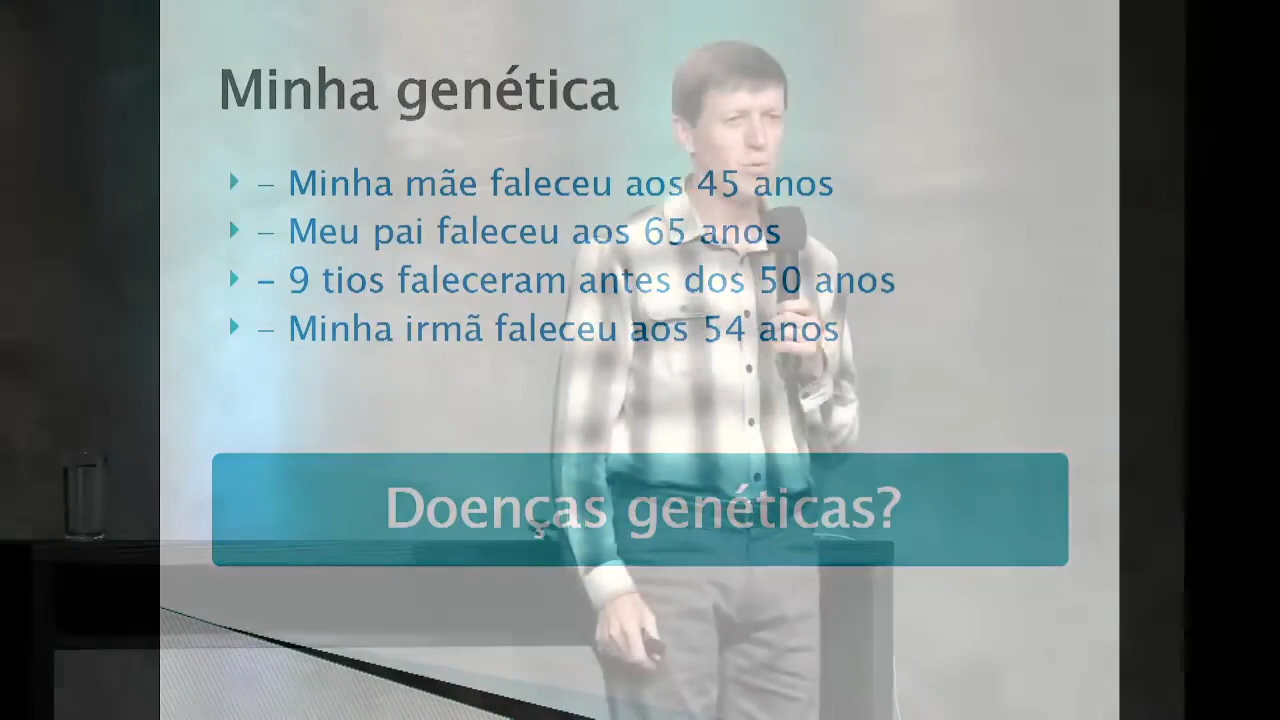 Minha genética
– Minha mãe faleceu aos 45 anos
– Meu pai faleceu aos 65 anos
– 9 tios faleceram antes dos 50 anos
– Minha irmã faleceu aos 54 anos
Doenças genéticas?